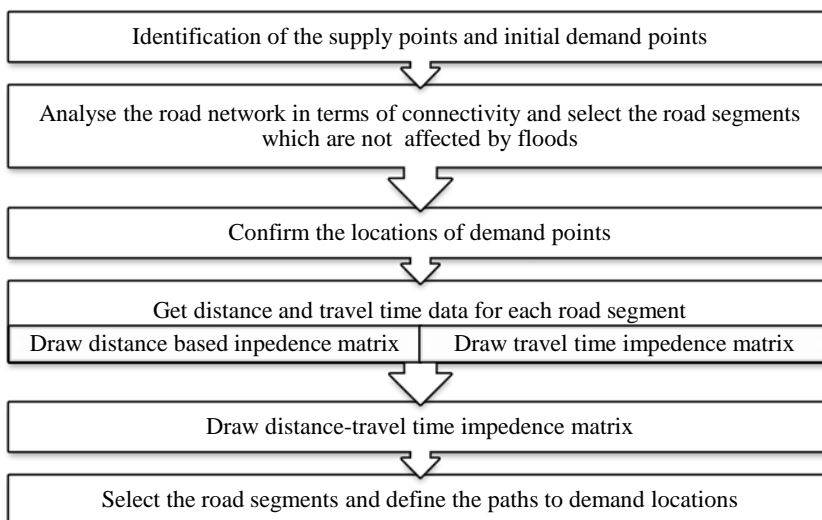 Identification of the supply points and initial demand points
Analyse the road network in terms of connectivity and select the road segments
which are not affected by floods
Confirm the locations of demand points
Get distance and travel time data for each road segment
Draw distance based inpedence matrix
Draw travel time impedence matrix
Draw distance-travel time impedence matrix
Select the road segments and define the paths to demand locations